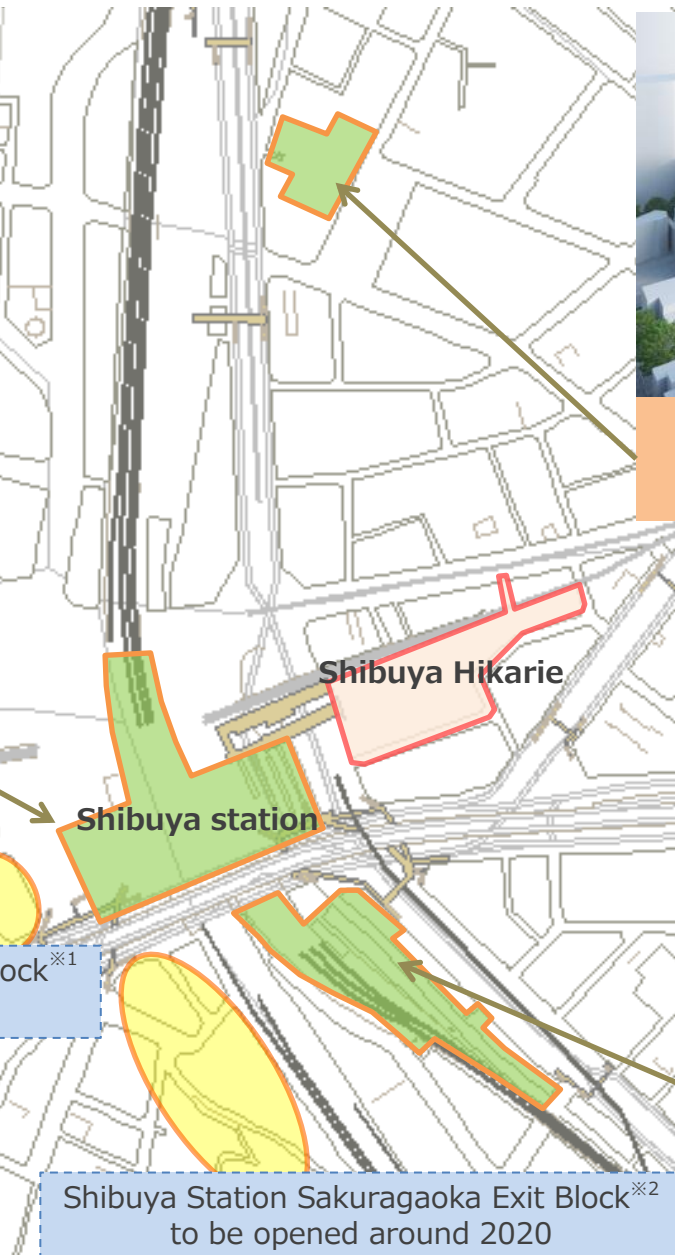 Shibuya Hikarie
Shibuya station
ock※1
Shibuya Station Sakuragaoka Exit Block※2
to be opened around 2020